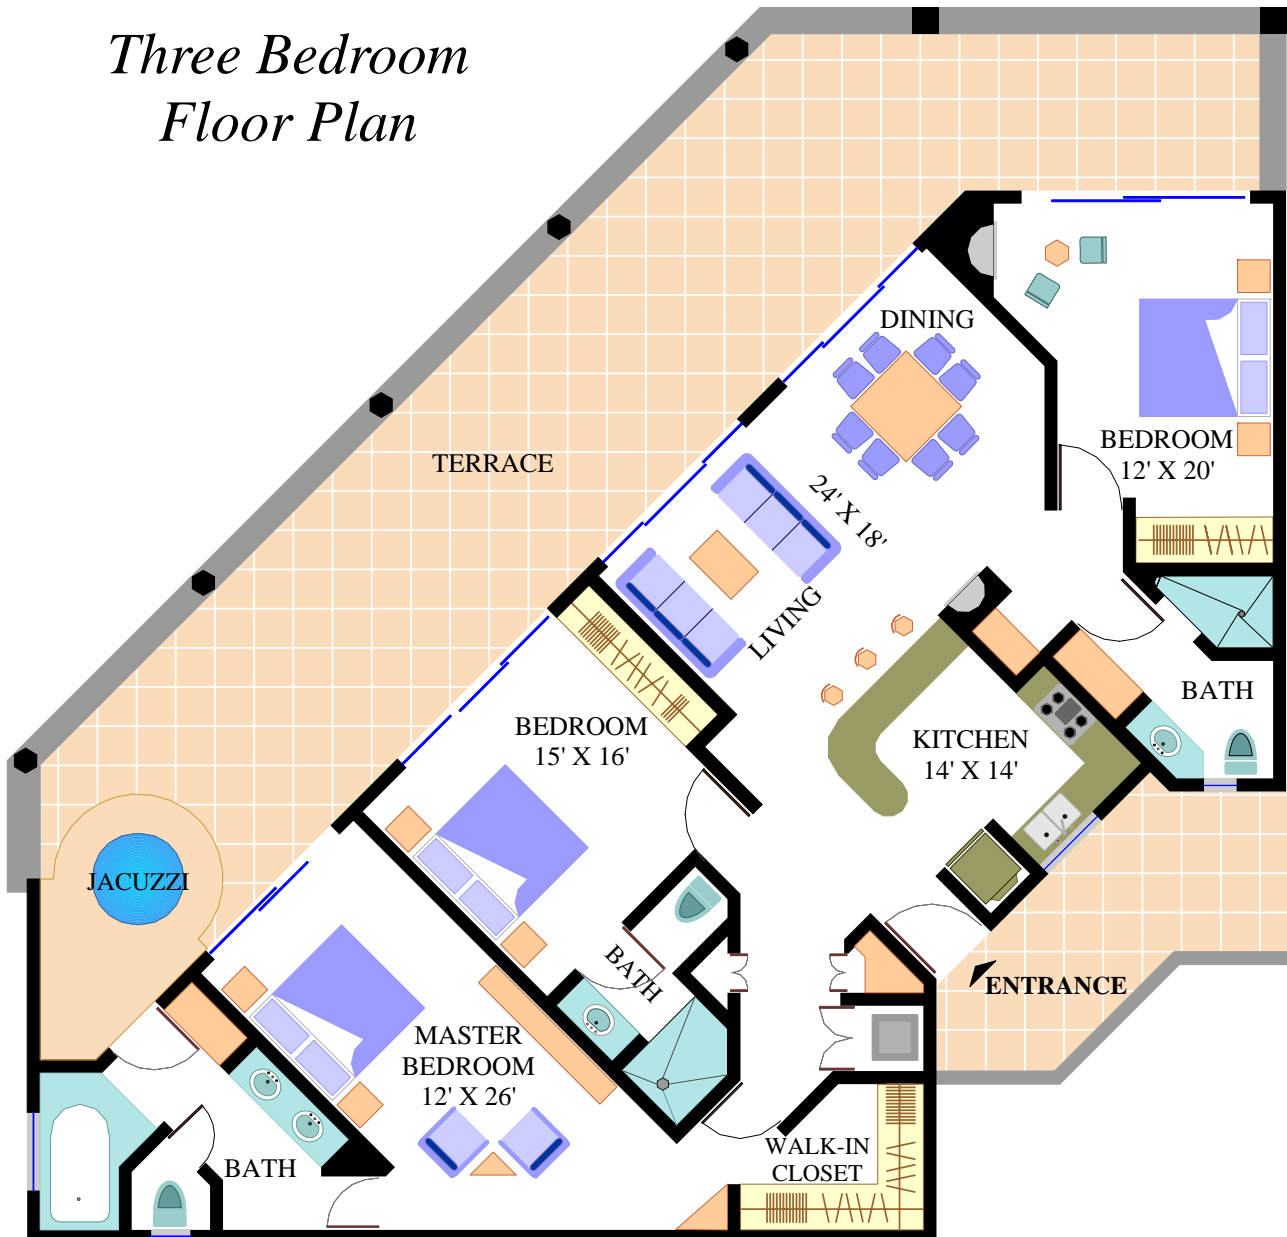 Three Bedroom
Floor Plan
DINING
BEDROOM
12' X 20'
TERRACE
24' X 18'
LIVING
BATH
BEDROOM
15' X 16'
KITCHEN
14' X 14'
JACUZZI
BATH
ENTRANCE
MASTER
BEDROOM
12' X 26'
WALK-IN
CLOSET
BATH